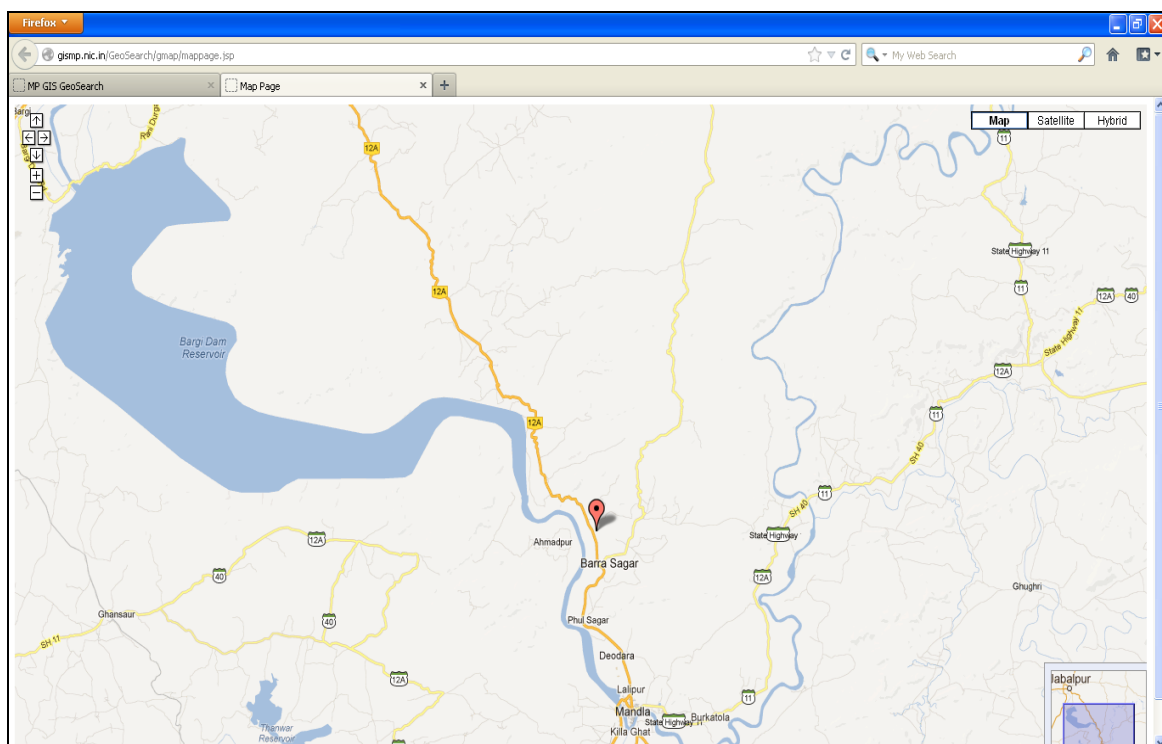 Firefox
gismp.nic.in/GeoSearch/gmap/mappage.jsp
My Web Search
MP GIS GeoSearch
Map Page
Map Satellite Hybrid
12A
11
State Highway 11
11
12A 40
12A
State Highway 11
12A
Bargi Dam
Reservoir
12A
11
SH 40
12A
11
SH 40
State Highway
Ahmadpur
Barra Sagar
12A
40
12A
Ghughri
Ghansaur
40
Phul Sagar
SH 11
Deodara
12A
Lalipur
11
Mandla
State Highway
Burkatola
Killa Ghat
Thanwar
Reservoir
12A
Jabalpur